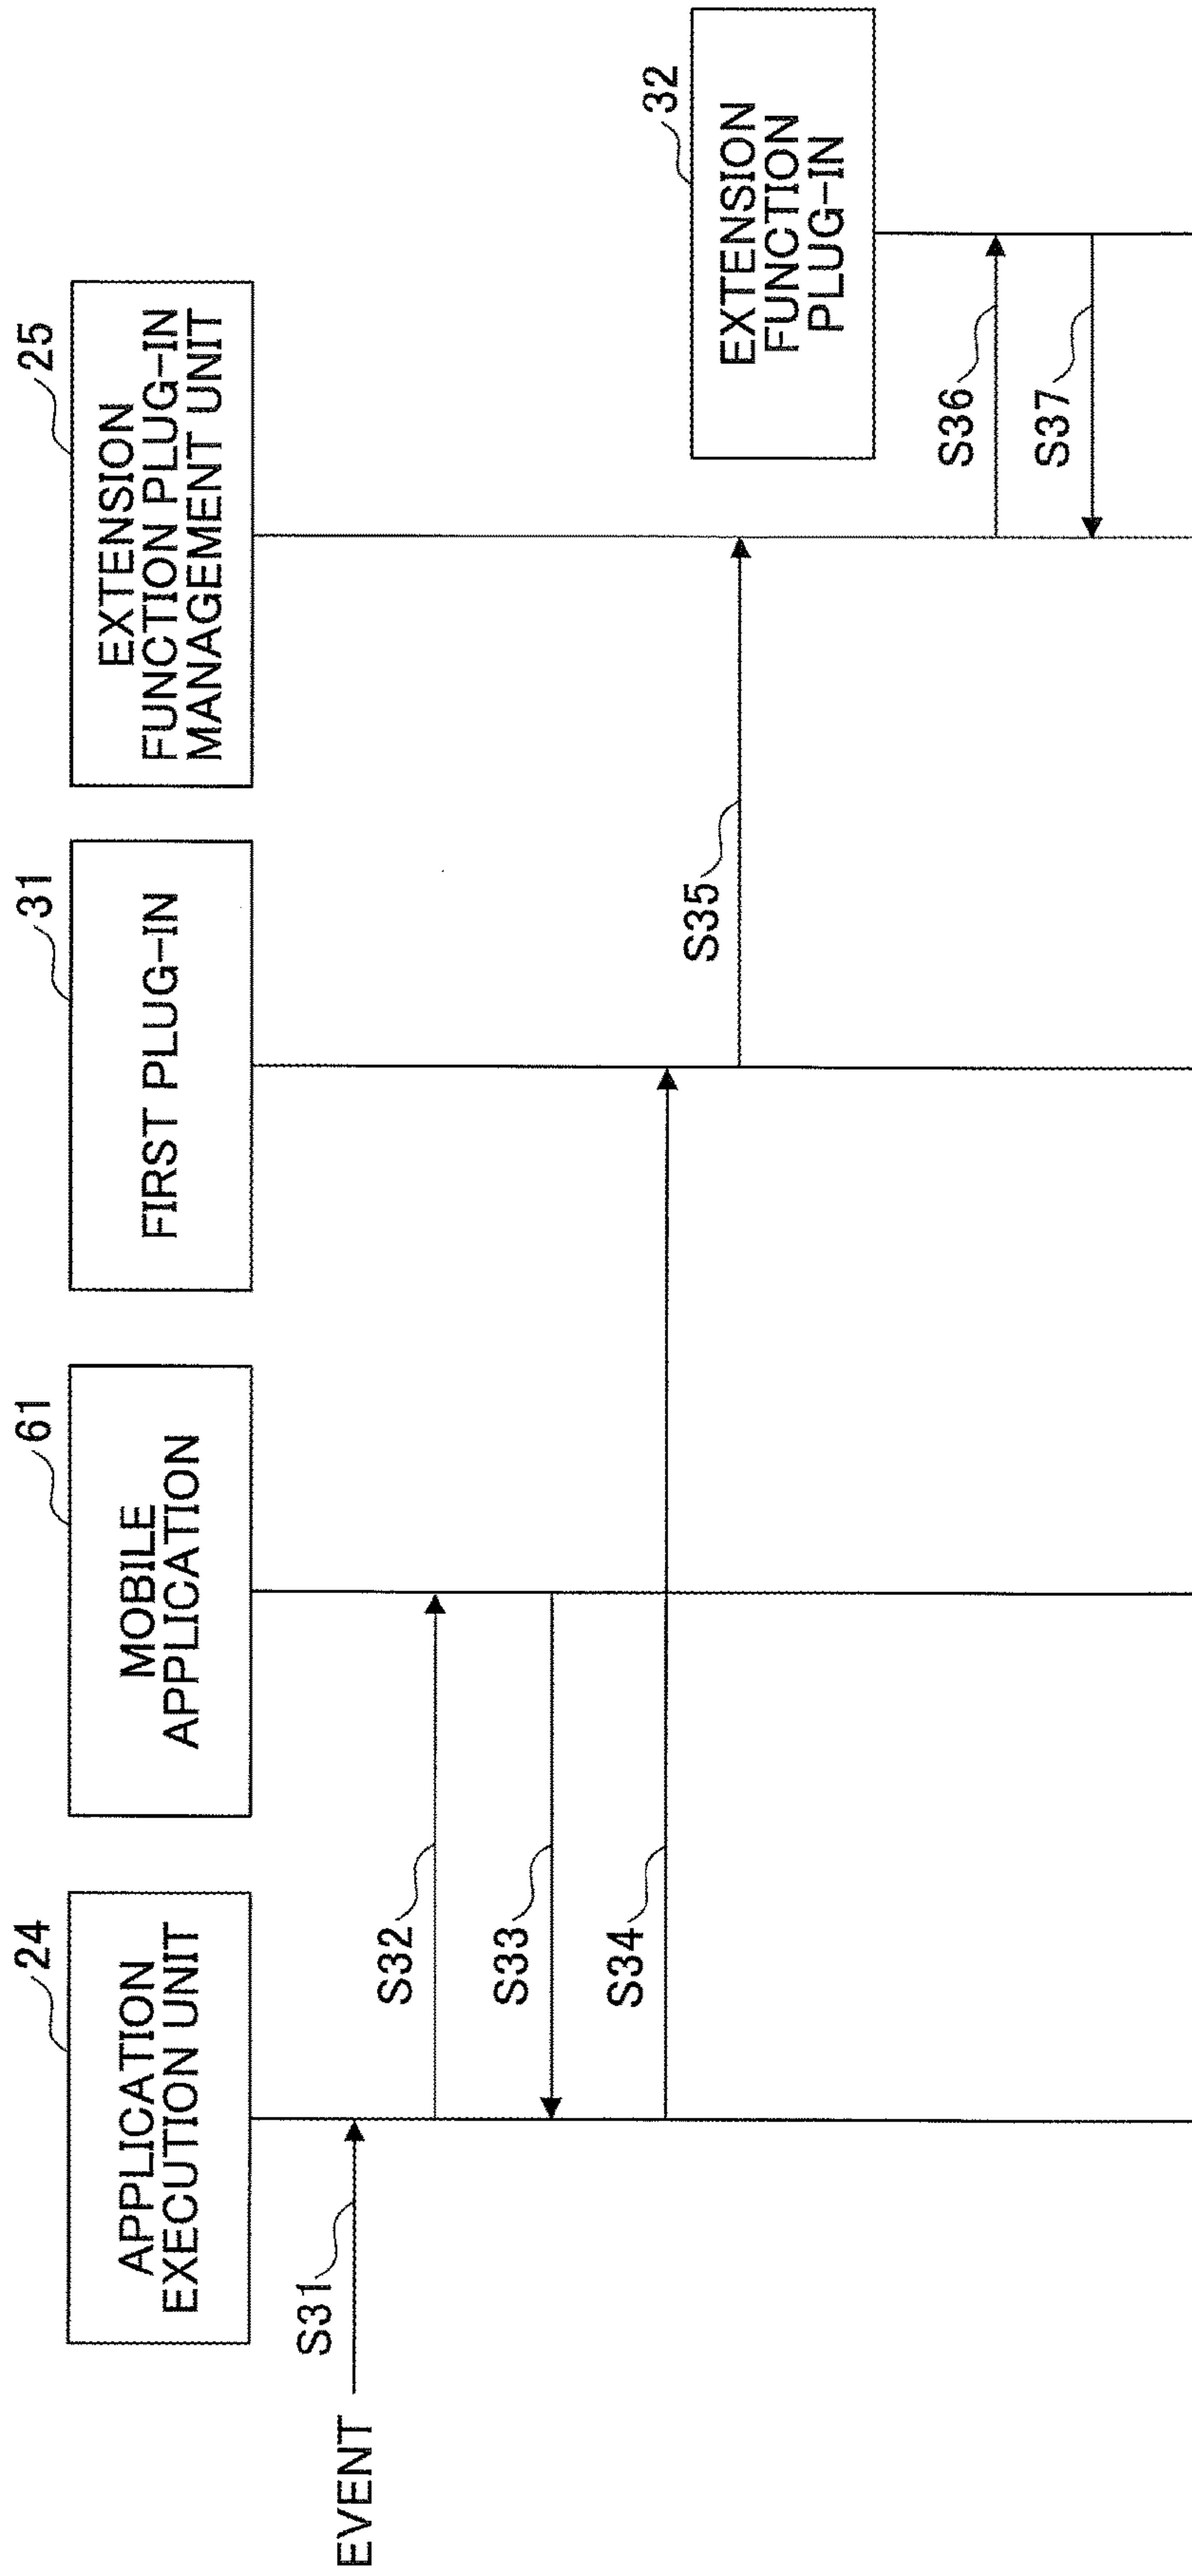 24
APPLICATION
EXECUTION UNIT
61
MOBILE
APPLICATION
31
FIRST PLUG-IN
25
EXTENSION
FUNCTION PLUG-IN
MANAGEMENT UNIT
32
EXTENSION
FUNCTION
PLUG-IN
EVENT
S31
S32
S33
S34
S35
S36
S37